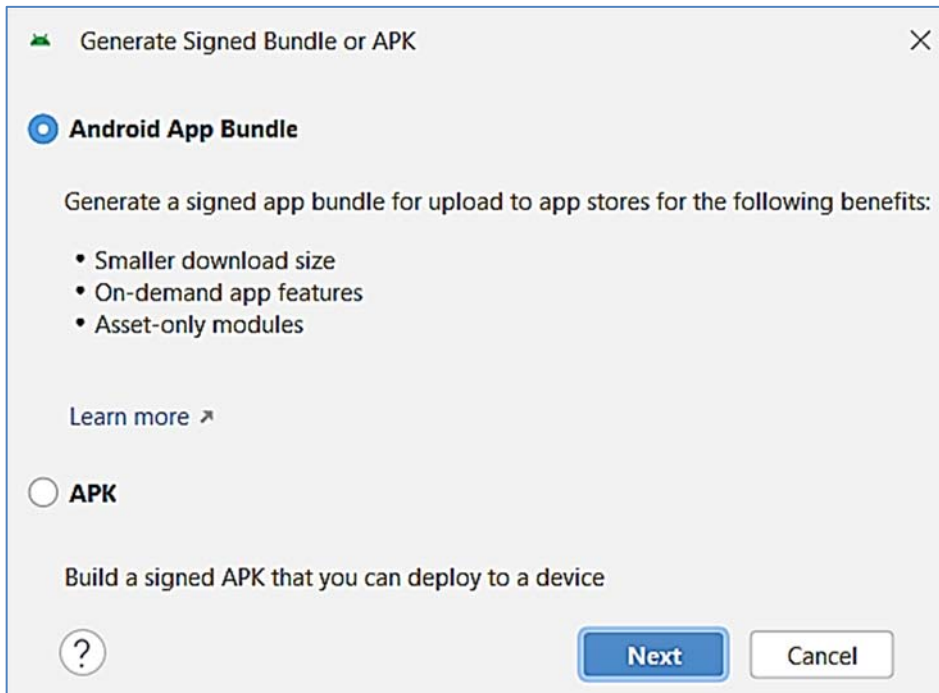 Generate Signed Bundle or APK
Android App Bundle
Generate a signed app bundle for upload to app stores for the following benefits:
• Smaller download size
• On-demand app features
• Asset-only modules
Learn more ↗
APK
Build a signed APK that you can deploy to a device
? Next Cancel